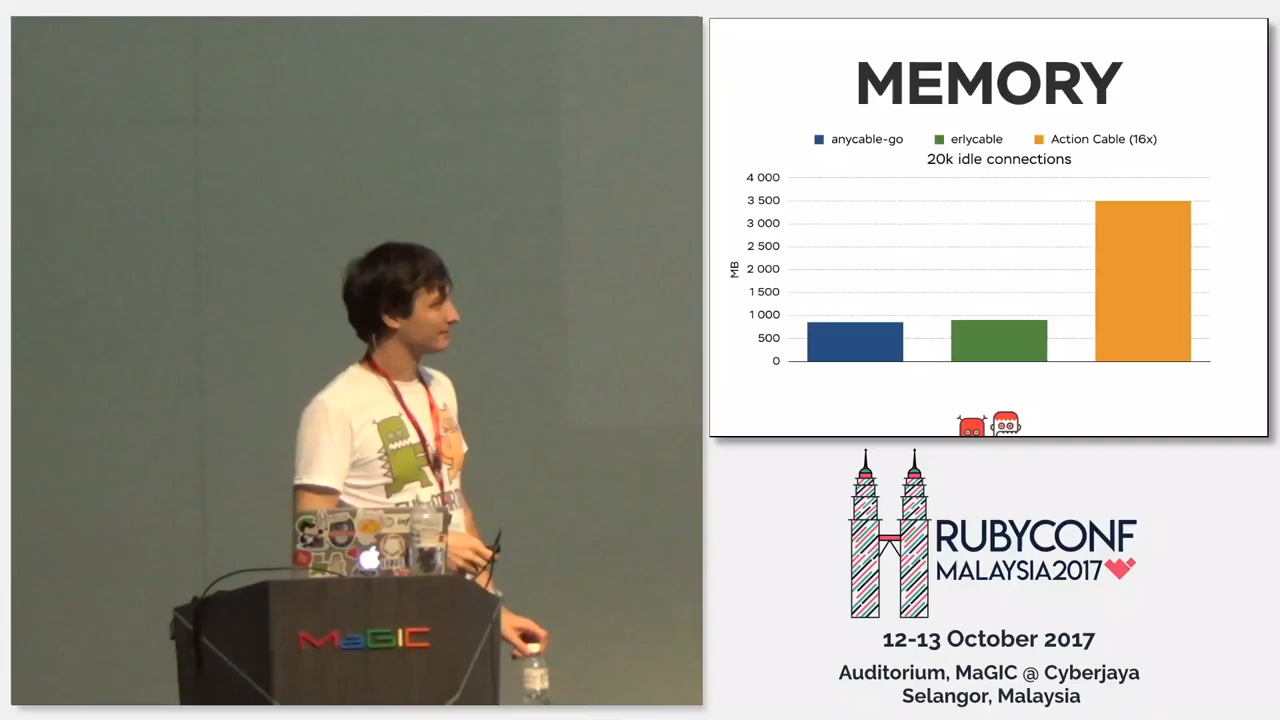 MEMORY
anycable-go erlycable Action Cable (16x)
20k idle connections
4 000
3 500
3 000
2 500
2 000
1 500
1 000
500
0
MB
MaGIC
RUBYCONF
MALAYSIA2017
12-13 October 2017
Auditorium, MaGIC @ Cyberjaya
Selangor, Malaysia